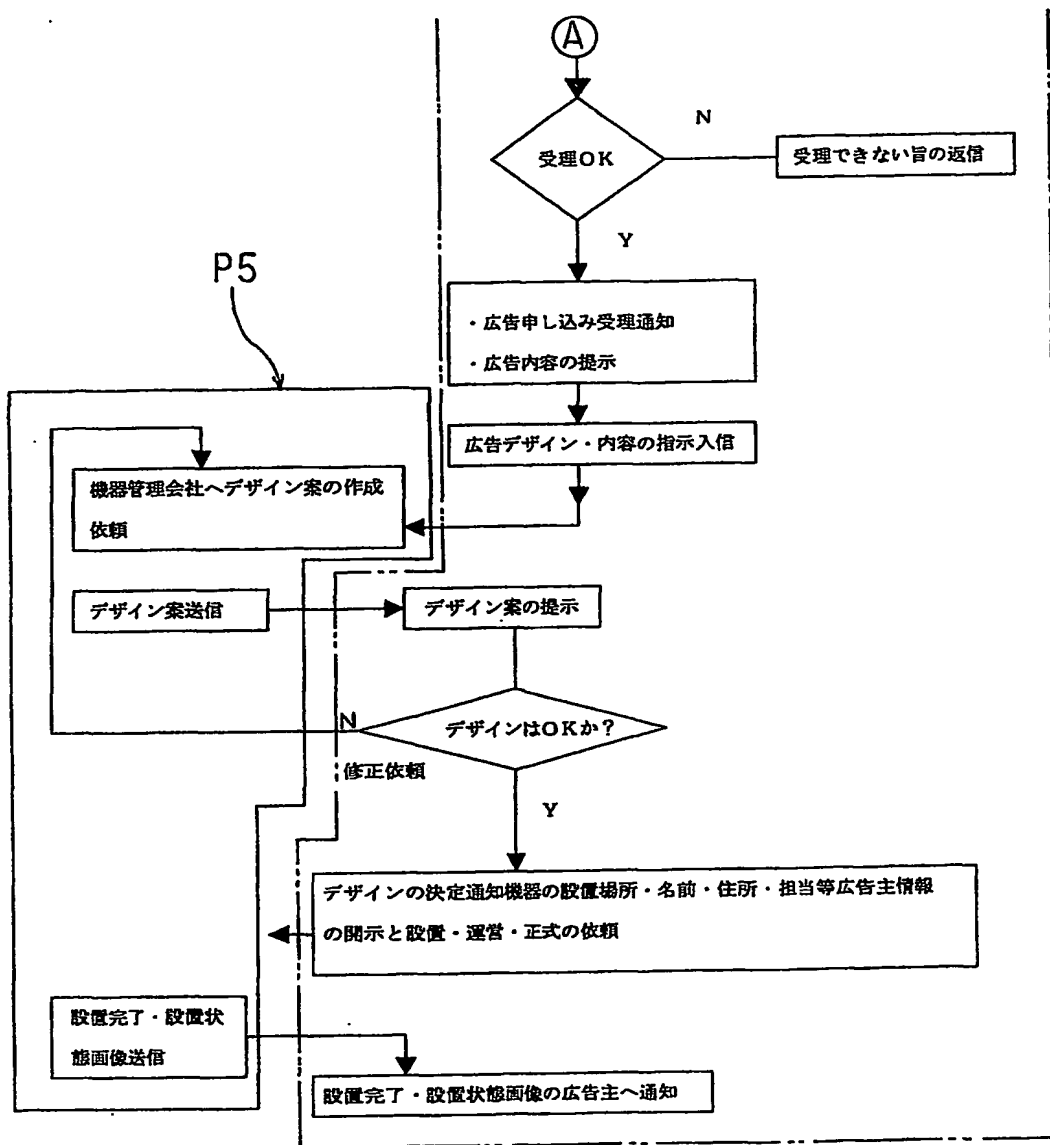 A
N
受理OK
受理できない旨の返信
Y
P5
・広告申し込み受理通知
・広告内容の提示
広告デザイン・内容の指示入信
機器管理会社へデザイン案の作成
依頼
デザイン案送信
デザイン案の提示
N
デザインはOKか？
修正依頼
Y
デザインの決定通知機器の設置場所・名前・住所・担当等広告主情報
の開示と設置・運営・正式の依頼
設置完了・設置状
態画像送信
設置完了・設置状態画像の広告主へ通知